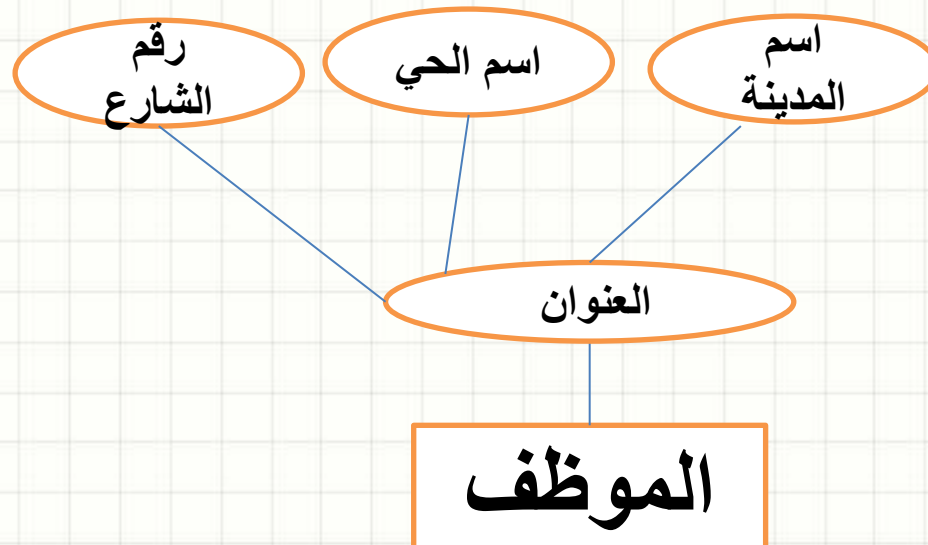 اسم
المدينة
اسم الحي
رقم
الشارع
العنوان
الموظف